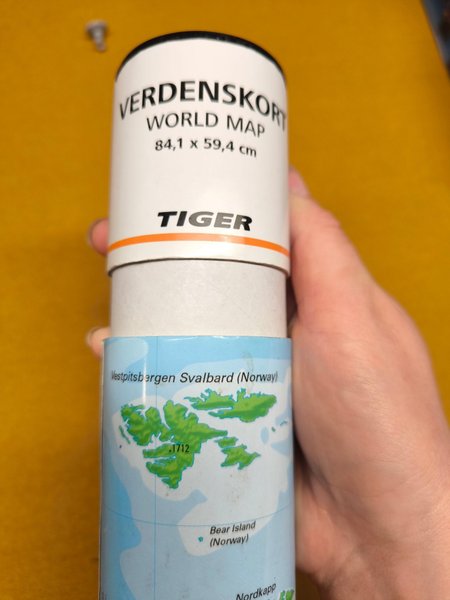 VERDENSKORT
WORLD MAP
84,1 x 59,4 cm
TIGER
Vestpitsbergen Svalbard (Norway)
.1712
Bear Island
(Norway)
Nordkapp